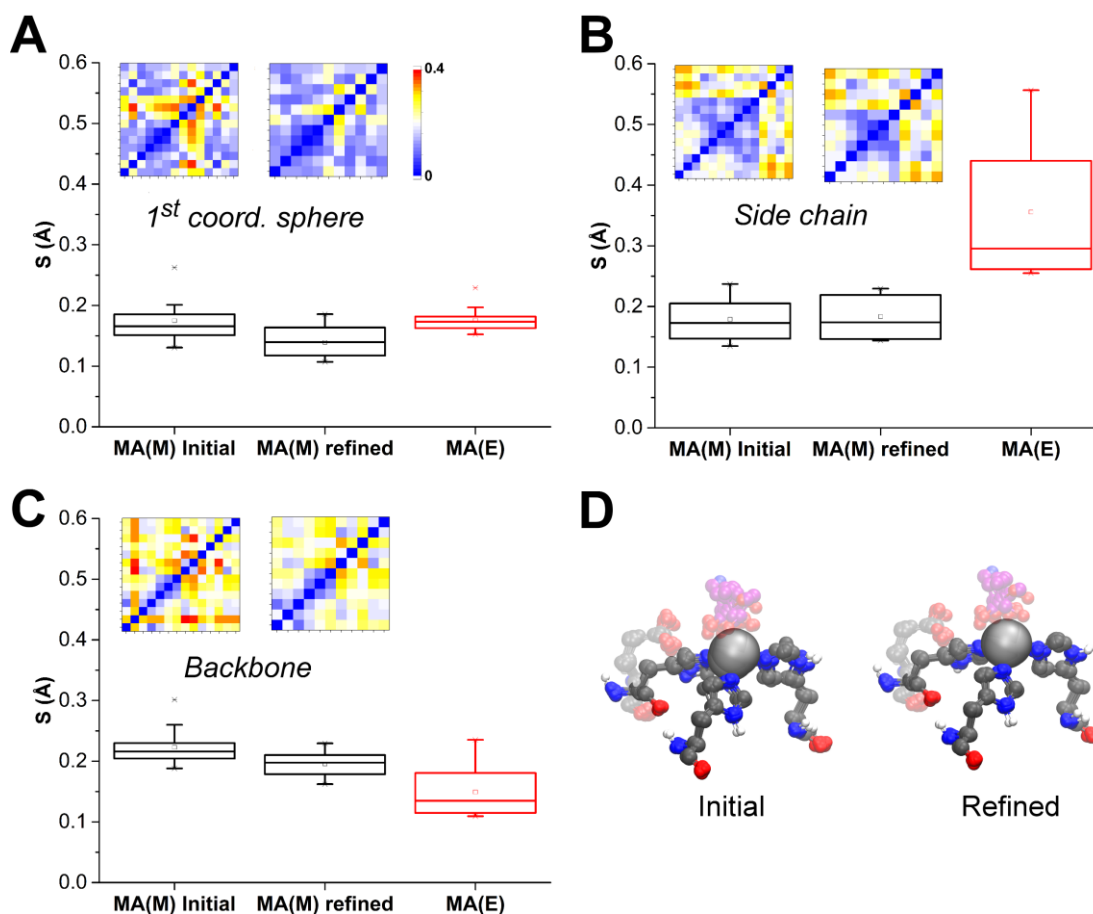 A
0.6
0.5
0.4
0.3
0.2
0.1
0.0
S (Å)
0.4
0
1st coord. sphere
MA(M) Initial MA(M) refined MA(E)
B
0.6
0.5
0.4
0.3
0.2
0.1
0.0
S (Å)
Side chain
MA(M) Initial MA(M) refined MA(E)
C
0.6
0.5
0.4
0.3
0.2
0.1
0.0
S (Å)
Backbone
MA(M) Initial MA(M) refined MA(E)
D
Initial Refined